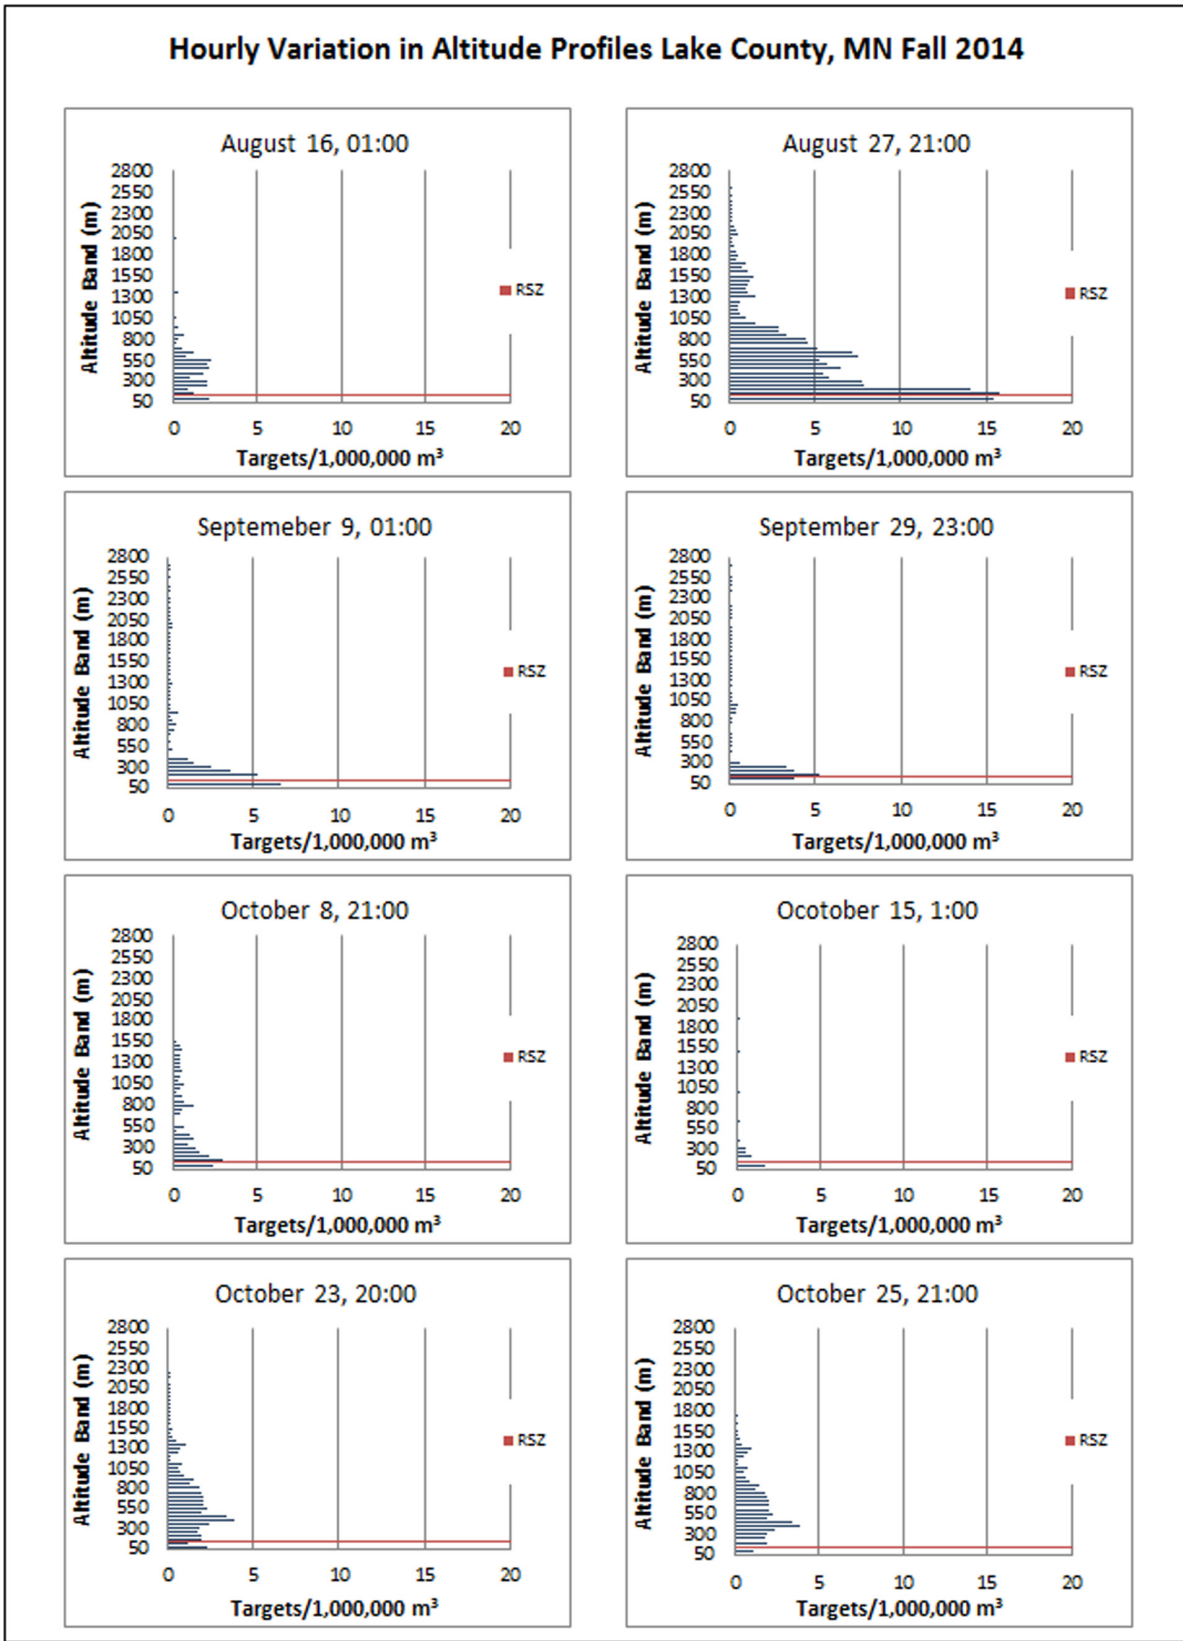 Hourly Variation in Altitude Profiles Lake County, MN Fall 2014
August 16, 01:00
Altitude Band (m)
2800
2550
2300
2050
1800
1550
1300
1050
800
550
300
50
0 5 10 15 20
Targets/1,000,000 m³
RSZ
August 27, 21:00
Altitude Band (m)
2800
2550
2300
2050
1800
1550
1300
1050
800
550
300
50
0 5 10 15 20
Targets/1,000,000 m³
RSZ
Septemeber 9, 01:00
Altitude Band (m)
2800
2550
2300
2050
1800
1550
1300
1050
800
550
300
50
0 5 10 15 20
Targets/1,000,000 m³
RSZ
September 29, 23:00
Altitude Band (m)
2800
2550
2300
2050
1800
1550
1300
1050
800
550
300
50
0 5 10 15 20
Targets/1,000,000 m³
RSZ
October 8, 21:00
Altitude Band (m)
2800
2550
2300
2050
1800
1550
1300
1050
800
550
300
50
0 5 10 15 20
Targets/1,000,000 m³
RSZ
Ocotober 15, 1:00
Altitude Band (m)
2800
2550
2300
2050
1800
1550
1300
1050
800
550
300
50
0 5 10 15 20
Targets/1,000,000 m³
RSZ
October 23, 20:00
Altitude Band (m)
2800
2550
2300
2050
1800
1550
1300
1050
800
550
300
50
0 5 10 15 20
Targets/1,000,000 m³
RSZ
October 25, 21:00
Altitude Band (m)
2800
2550
2300
2050
1800
1550
1300
1050
800
550
300
50
0 5 10 15 20
Targets/1,000,000 m³
RSZ